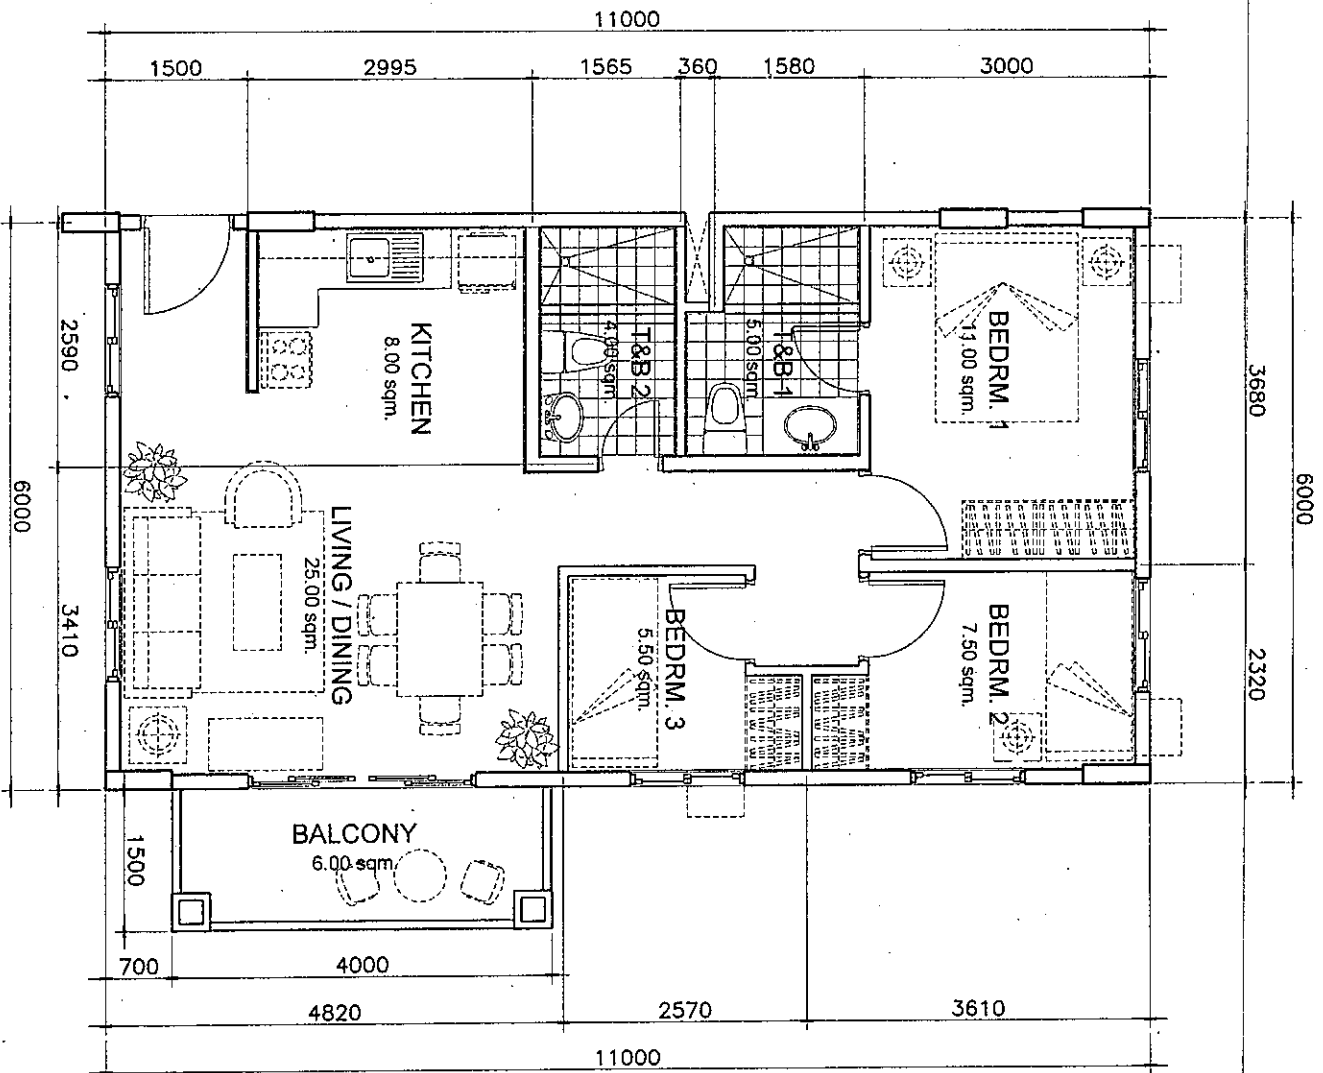 11000
1500 2995 1565 360 1580 3000
2590
3410
6000
3680
2320
6000
KITCHEN
8.00 sqm.
T&B 2
4.00 sqm.
T&B 1
5.00 sqm.
BEDRM. 1
11.00 sqm.
LIVING / DINING
25.00 sqm.
BEDRM. 3
5.50 sqm.
BEDRM. 2
7.50 sqm.
BALCONY
6.00 sqm.
1500
700 4000
4820 2570 3610
11000